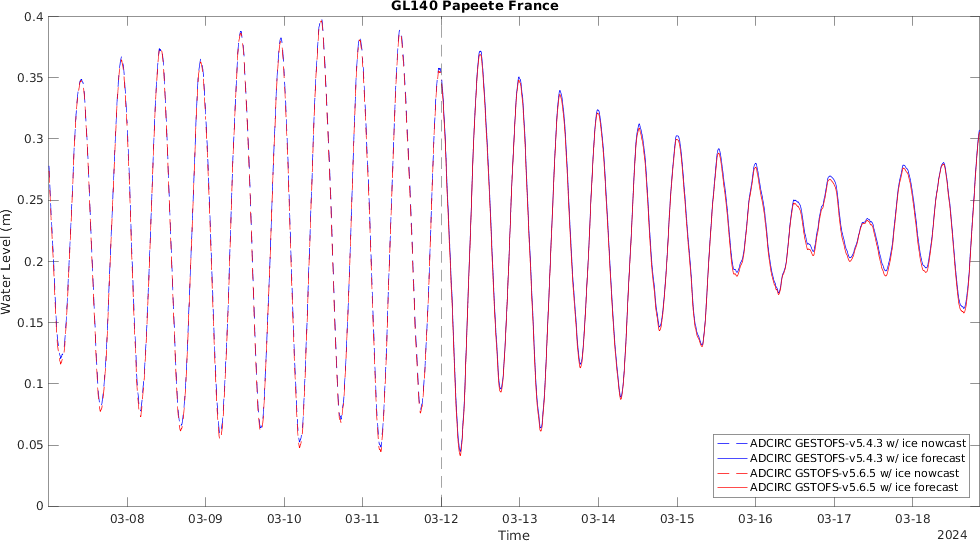 GL140 Papeete France
0.4
0.35
0.3
0.25
0.2
0.15
0.1
0.05
0
Water Level (m)
03-08 03-09 03-10 03-11 03-12 03-13 03-14 03-15 03-16 03-17 03-18
Time
2024
ADCIRC GESTOFS-v5.4.3 w/ ice nowcast
ADCIRC GESTOFS-v5.4.3 w/ ice forecast
ADCIRC GSTOFS-v5.6.5 w/ ice nowcast
ADCIRC GSTOFS-v5.6.5 w/ ice forecast